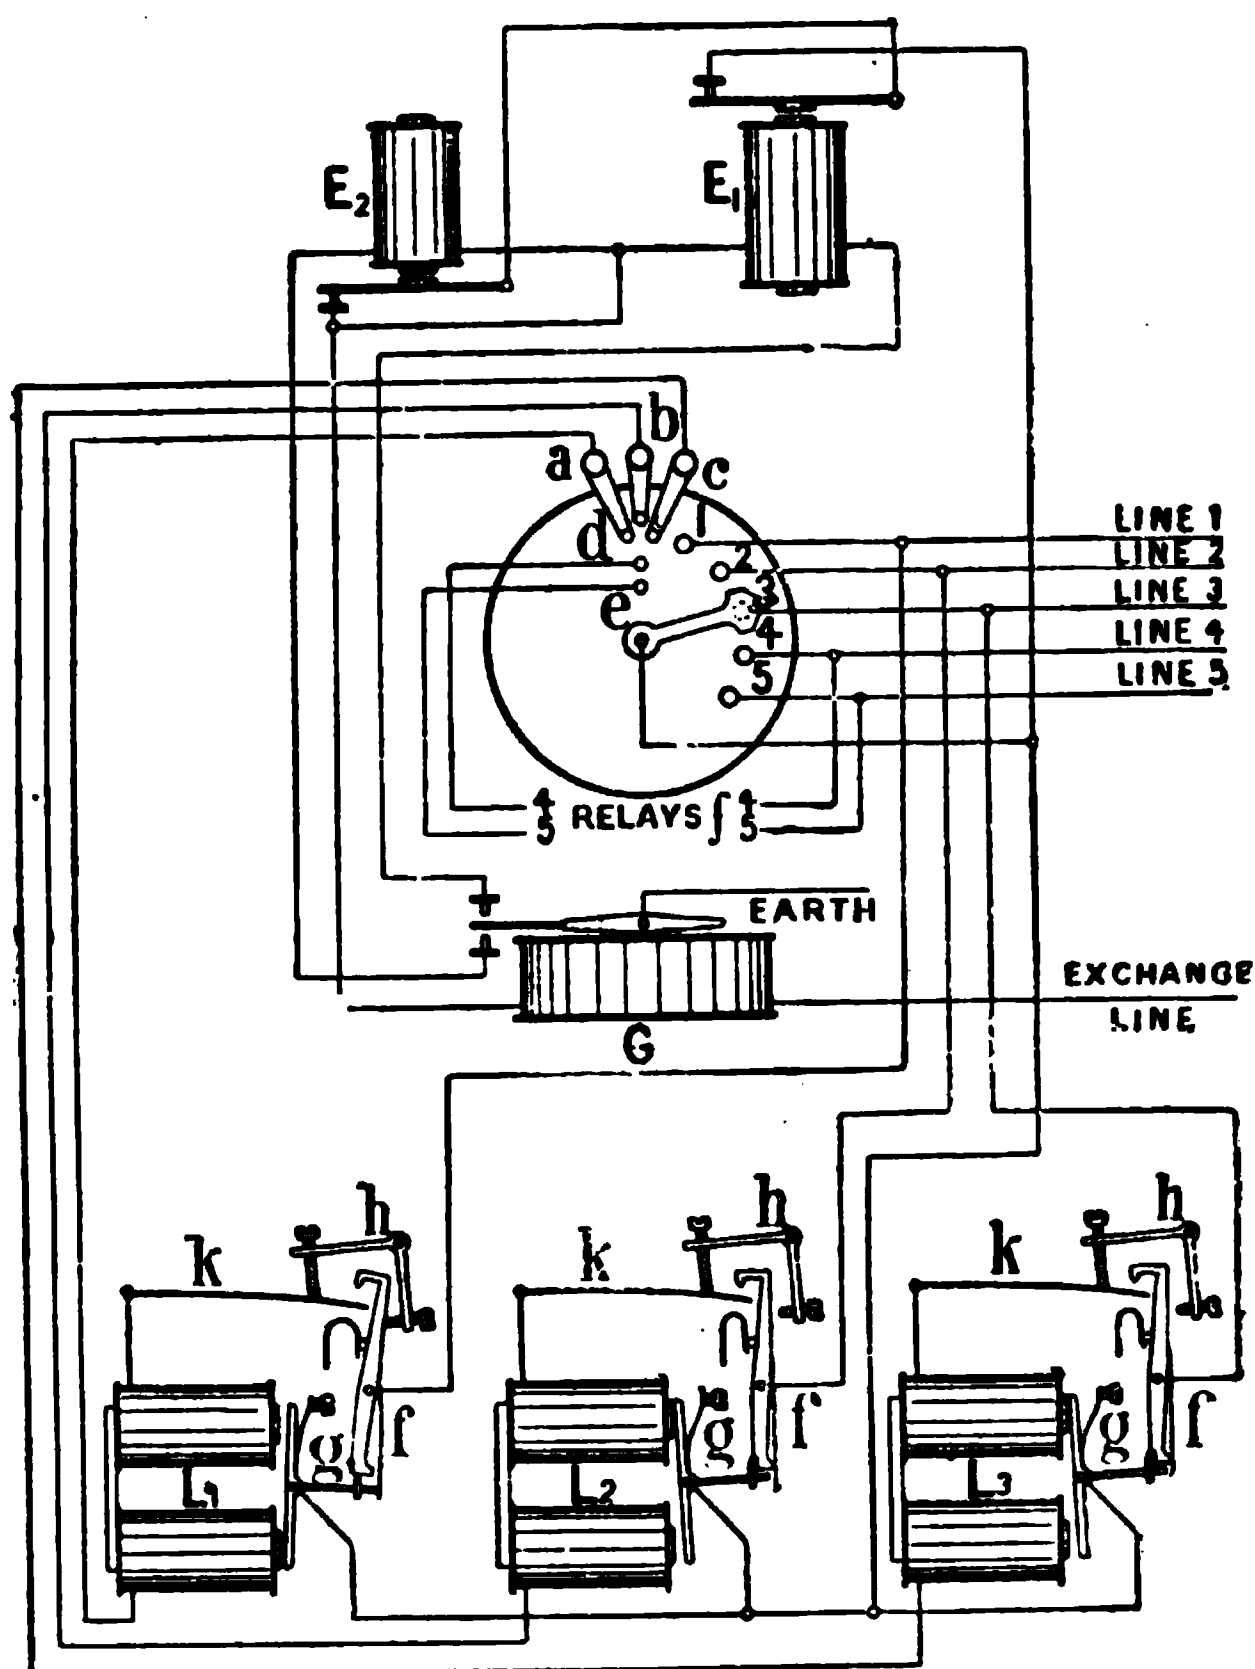 E2
E1
b
a
c
1
d
2
3
e
4
5
LINE 1
LINE 2
LINE 3
LINE 4
LINE 5
4 RELAYS 4
5 5
EARTH
EXCHANGE
LINE
G
h
k
g
f
L1
h
k
g
f
L2
h
k
g
f
L3